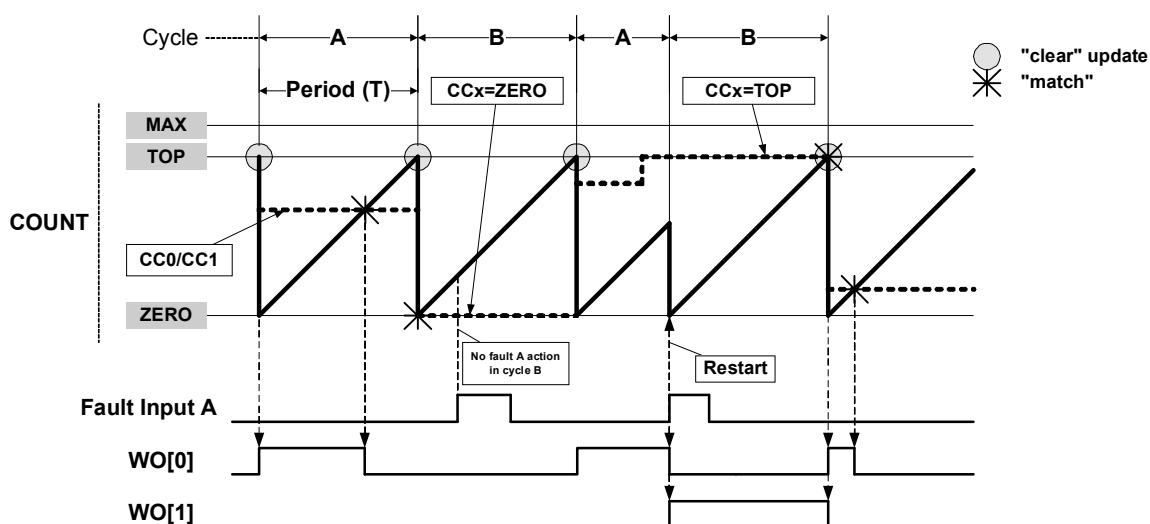 Cycle
A
B
A
B
"clear" update
"match"
Period (T)
CCx=ZERO
CCx=TOP
MAX
TOP
COUNT
CC0/CC1
ZERO
No fault A action
in cycle B
Restart
Fault Input A
WO[0]
WO[1]